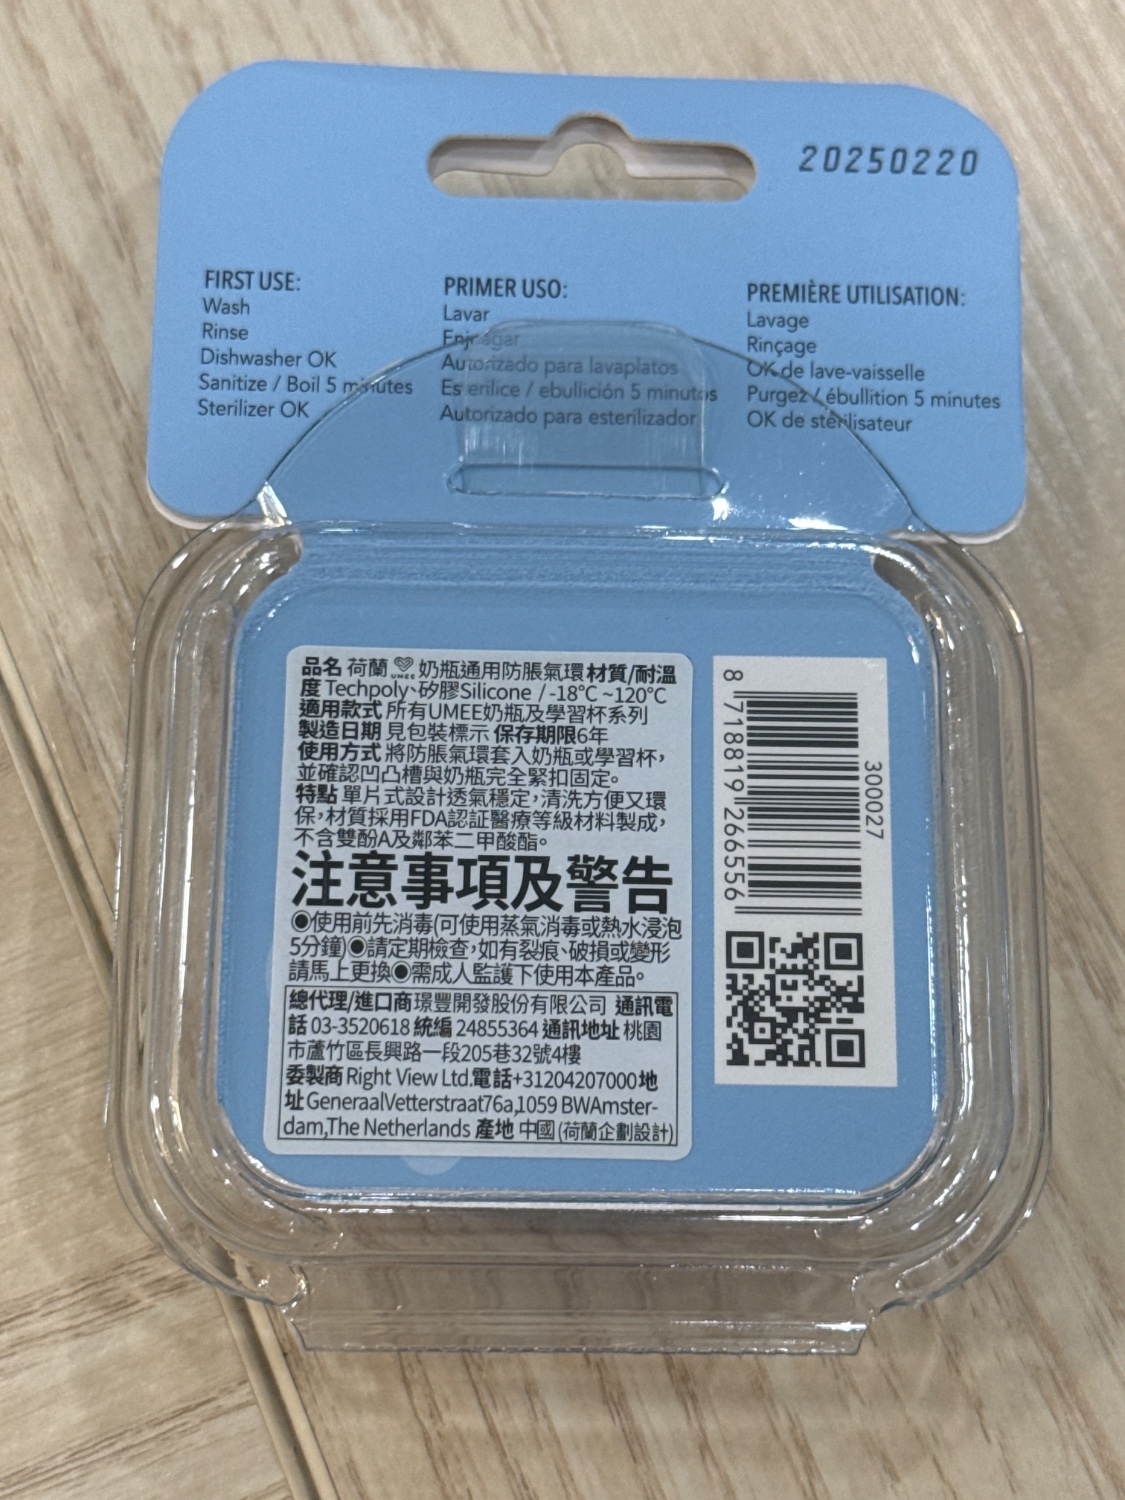 20250220
FIRST USE:
Wash
Rinse
Dishwasher OK
Sanitize / Boil 5 minutes
Sterilizer OK
PRIMER USO:
Lavar
Enjuagar
Autorizado para lavaplatos
Esterilice / ebullición 5 minutos
Autorizado para esterilizador
PREMIÈRE UTILISATION:
Lavage
Rinçage
OK de lave-vaisselle
Purgez / ébullition 5 minutes
OK de stérilisateur
品名 荷蘭 UMEE 奶瓶通用防脹氣環 材質/耐溫
度 Techpoly、矽膠Silicone / -18°C ~120°C
適用款式 所有UMEE奶瓶及學習杯系列
製造日期 見包裝標示 保存期限6年
使用方式 將防脹氣環套入奶瓶或學習杯，
並確認凹凸槽與奶瓶完全緊扣固定。
特點 單片式設計透氣穩定，清洗方便又環
保，材質採用FDA認証醫療等級材料製成，
不含雙酚A及鄰苯二甲酸酯。
注意事項及警告
◉使用前先消毒(可使用蒸氣消毒或熱水浸泡
5分鐘)◉請定期檢查，如有裂痕、破損或變形
請馬上更換◉需成人監護下使用本產品。
總代理/進口商 璟豐開發股份有限公司 通訊電
話 03-3520618 統編 24855364 通訊地址 桃園
市蘆竹區長興路一段205巷32號4樓
委製商 Right View Ltd.電話+31204207000地
址 GeneraalVetterstraat76a,1059 BWAmster-
dam,The Netherlands 產地 中國 (荷蘭企劃設計)
8 718819 266556
300027